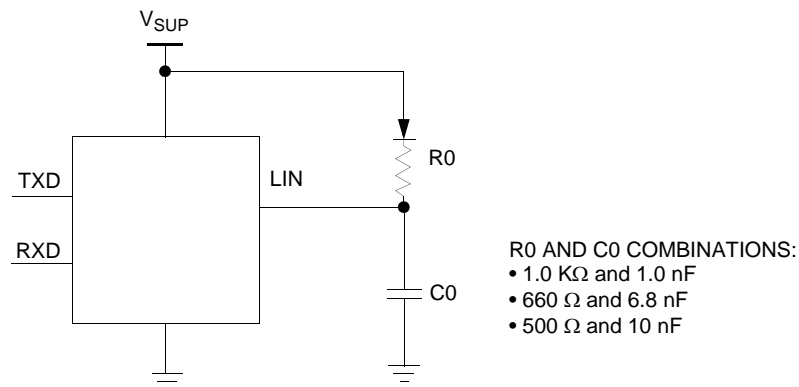 VSUP
R0
TXD
LIN
RXD
C0
R0 AND C0 COMBINATIONS:
• 1.0 KΩ and 1.0 nF
• 660 Ω and 6.8 nF
• 500 Ω and 10 nF